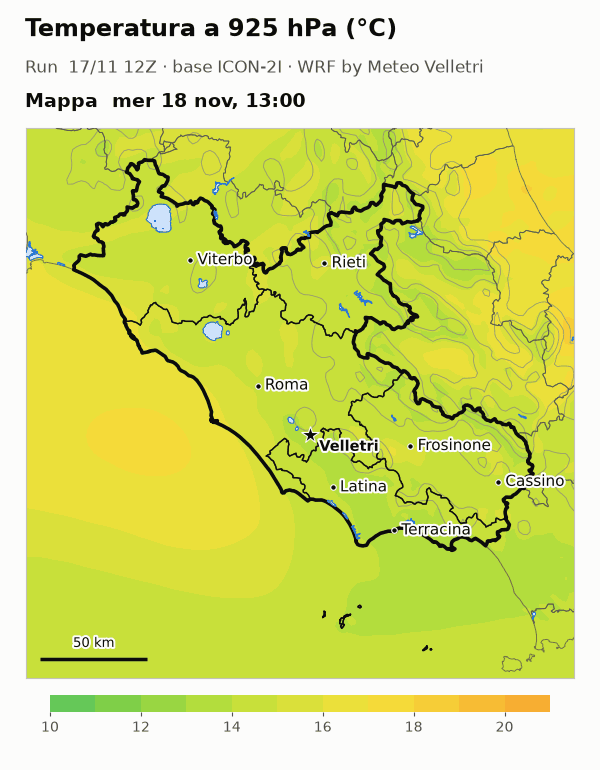 Temperatura a 925 hPa (°C)
Run 17/11 12Z · base ICON-2I · WRF by Meteo Velletri
Mappa mer 18 nov, 13:00
Viterbo
Rieti
Roma
Velletri
Frosinone
Cassino
Latina
Terracina
50 km
10 12 14 16 18 20